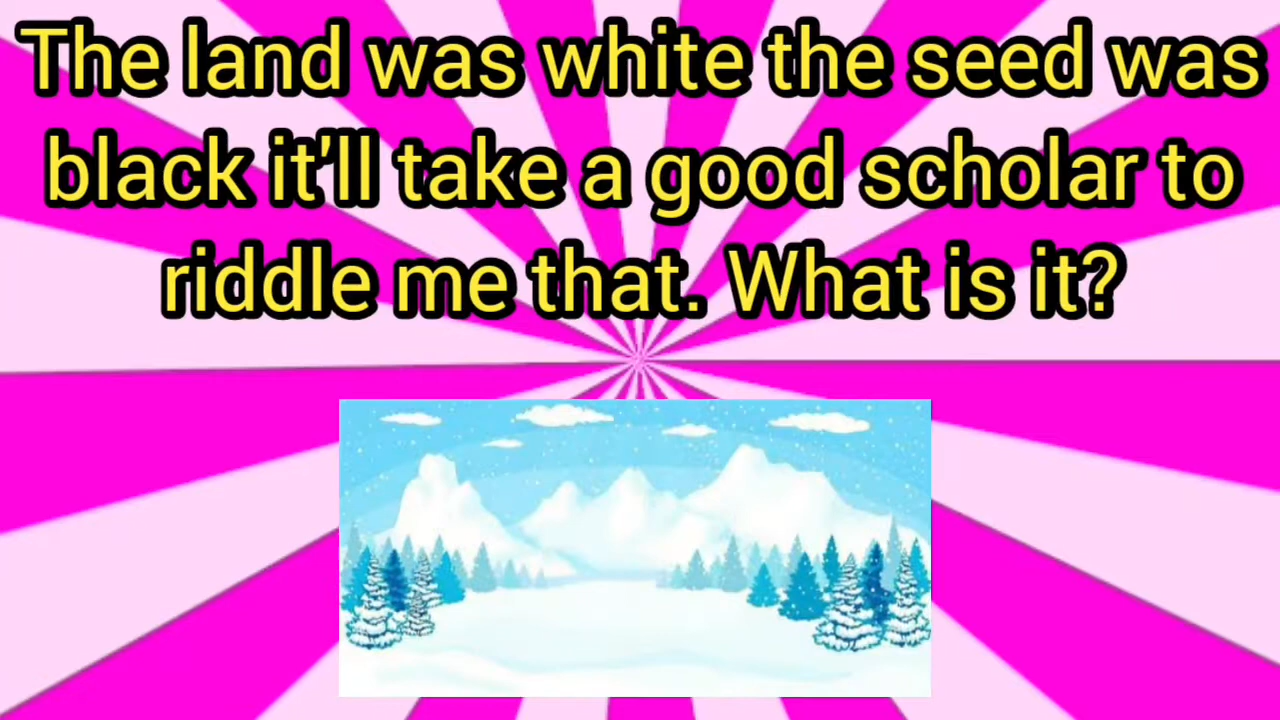 The land was white the seed was
black it'll take a good scholar to
riddle me that. What is it?